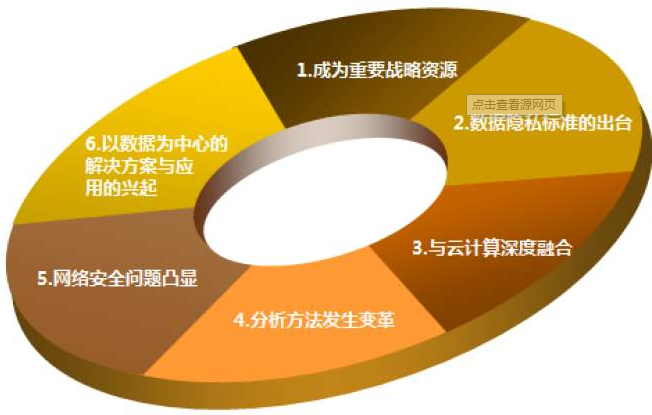 1.成为重要战略资源
点击查看源网页
2.数据隐私标准的出台
3.与云计算深度融合
4.分析方法发生变革
5.网络安全问题凸显
6.以数据为中心的
解决方案与应
用的兴起